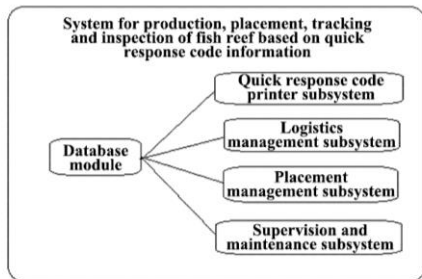 System for production, placement, tracking
and inspection of fish reef based on quick
response code information
Quick response code
printer subsystem
Logistics
management subsystem
Database
module
Placement
management subsystem
Supervision and
maintenance subsystem